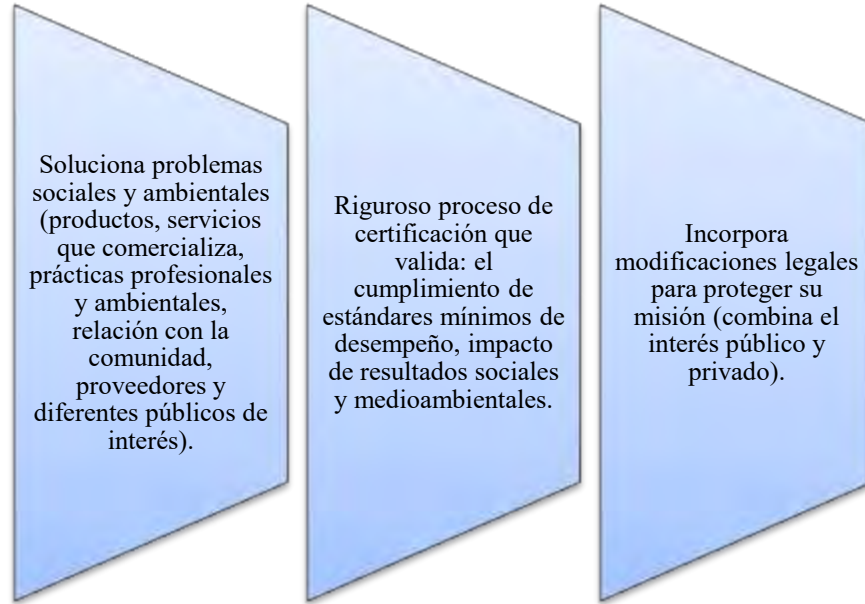 Soluciona problemas
sociales y ambientales
(productos, servicios
que comercializa,
prácticas profesionales
y ambientales,
relación con la
comunidad,
proveedores y
diferentes públicos de
interés).
Riguroso proceso de
certificación que
valida: el
cumplimiento de
estándares mínimos de
desempeño, impacto
de resultados sociales
y medioambientales.
Incorpora
modificaciones legales
para proteger su
misión (combina el
interés público y
privado).